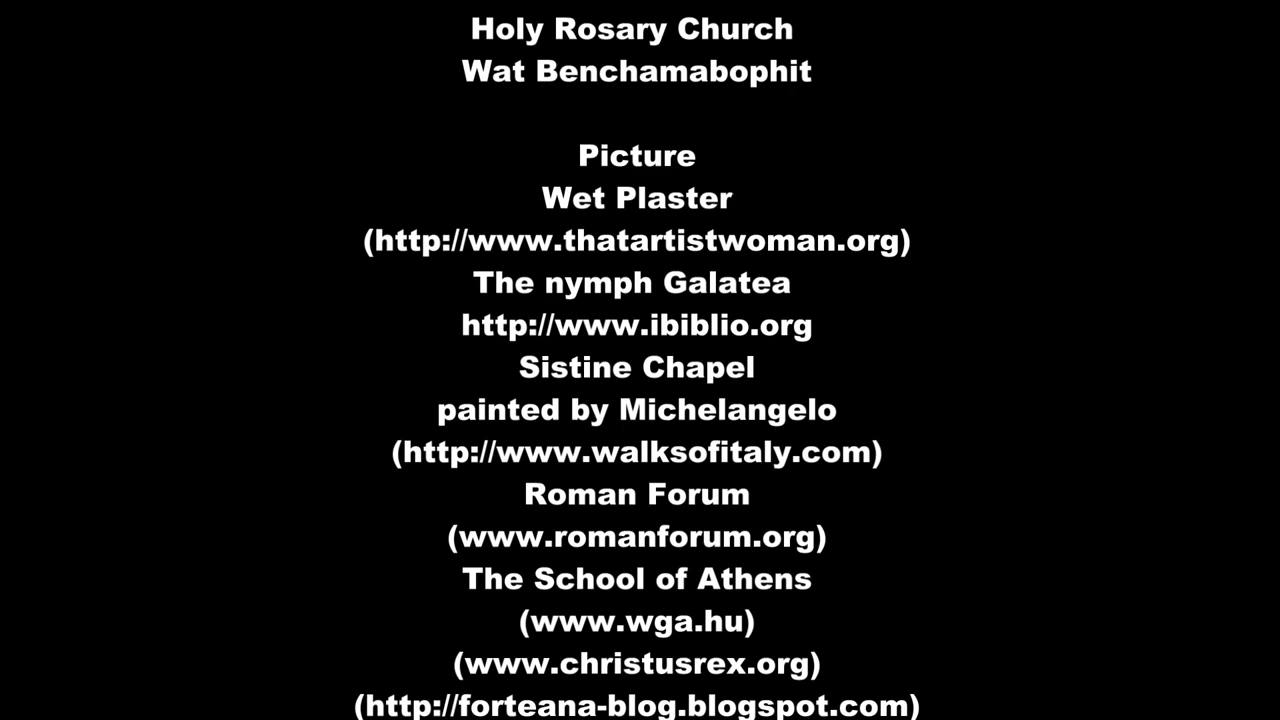 Holy Rosary Church
Wat Benchamabophit
Picture
Wet Plaster
(http://www.thatartistwoman.org)
The nymph Galatea
http://www.ibiblio.org
Sistine Chapel
painted by Michelangelo
(http://www.walksofitaly.com)
Roman Forum
(www.romanforum.org)
The School of Athens
(www.wga.hu)
(www.christusrex.org)
(http://forteana-blog.blogspot.com)